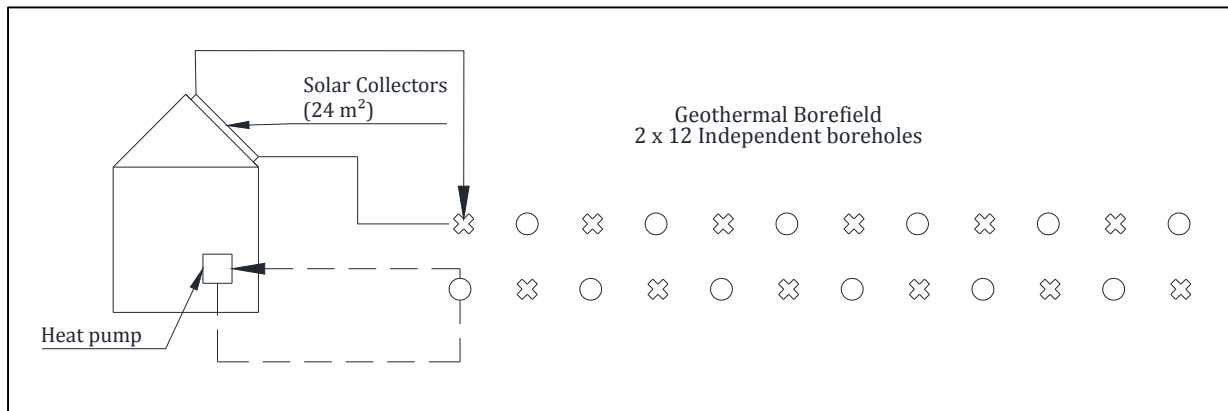 Solar Collectors
(24 m²)
Geothermal Borefield
2 x 12 Independent boreholes
Heat pump